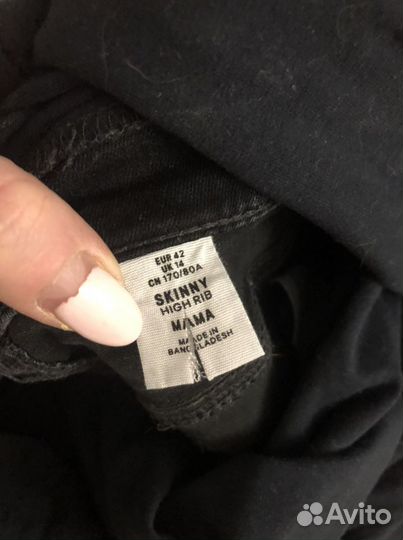 EUR 42
UK 14
CN 170/80A
SKINNY
HIGH RIB
MAMA
MADE IN
BANGLADESH
Avito